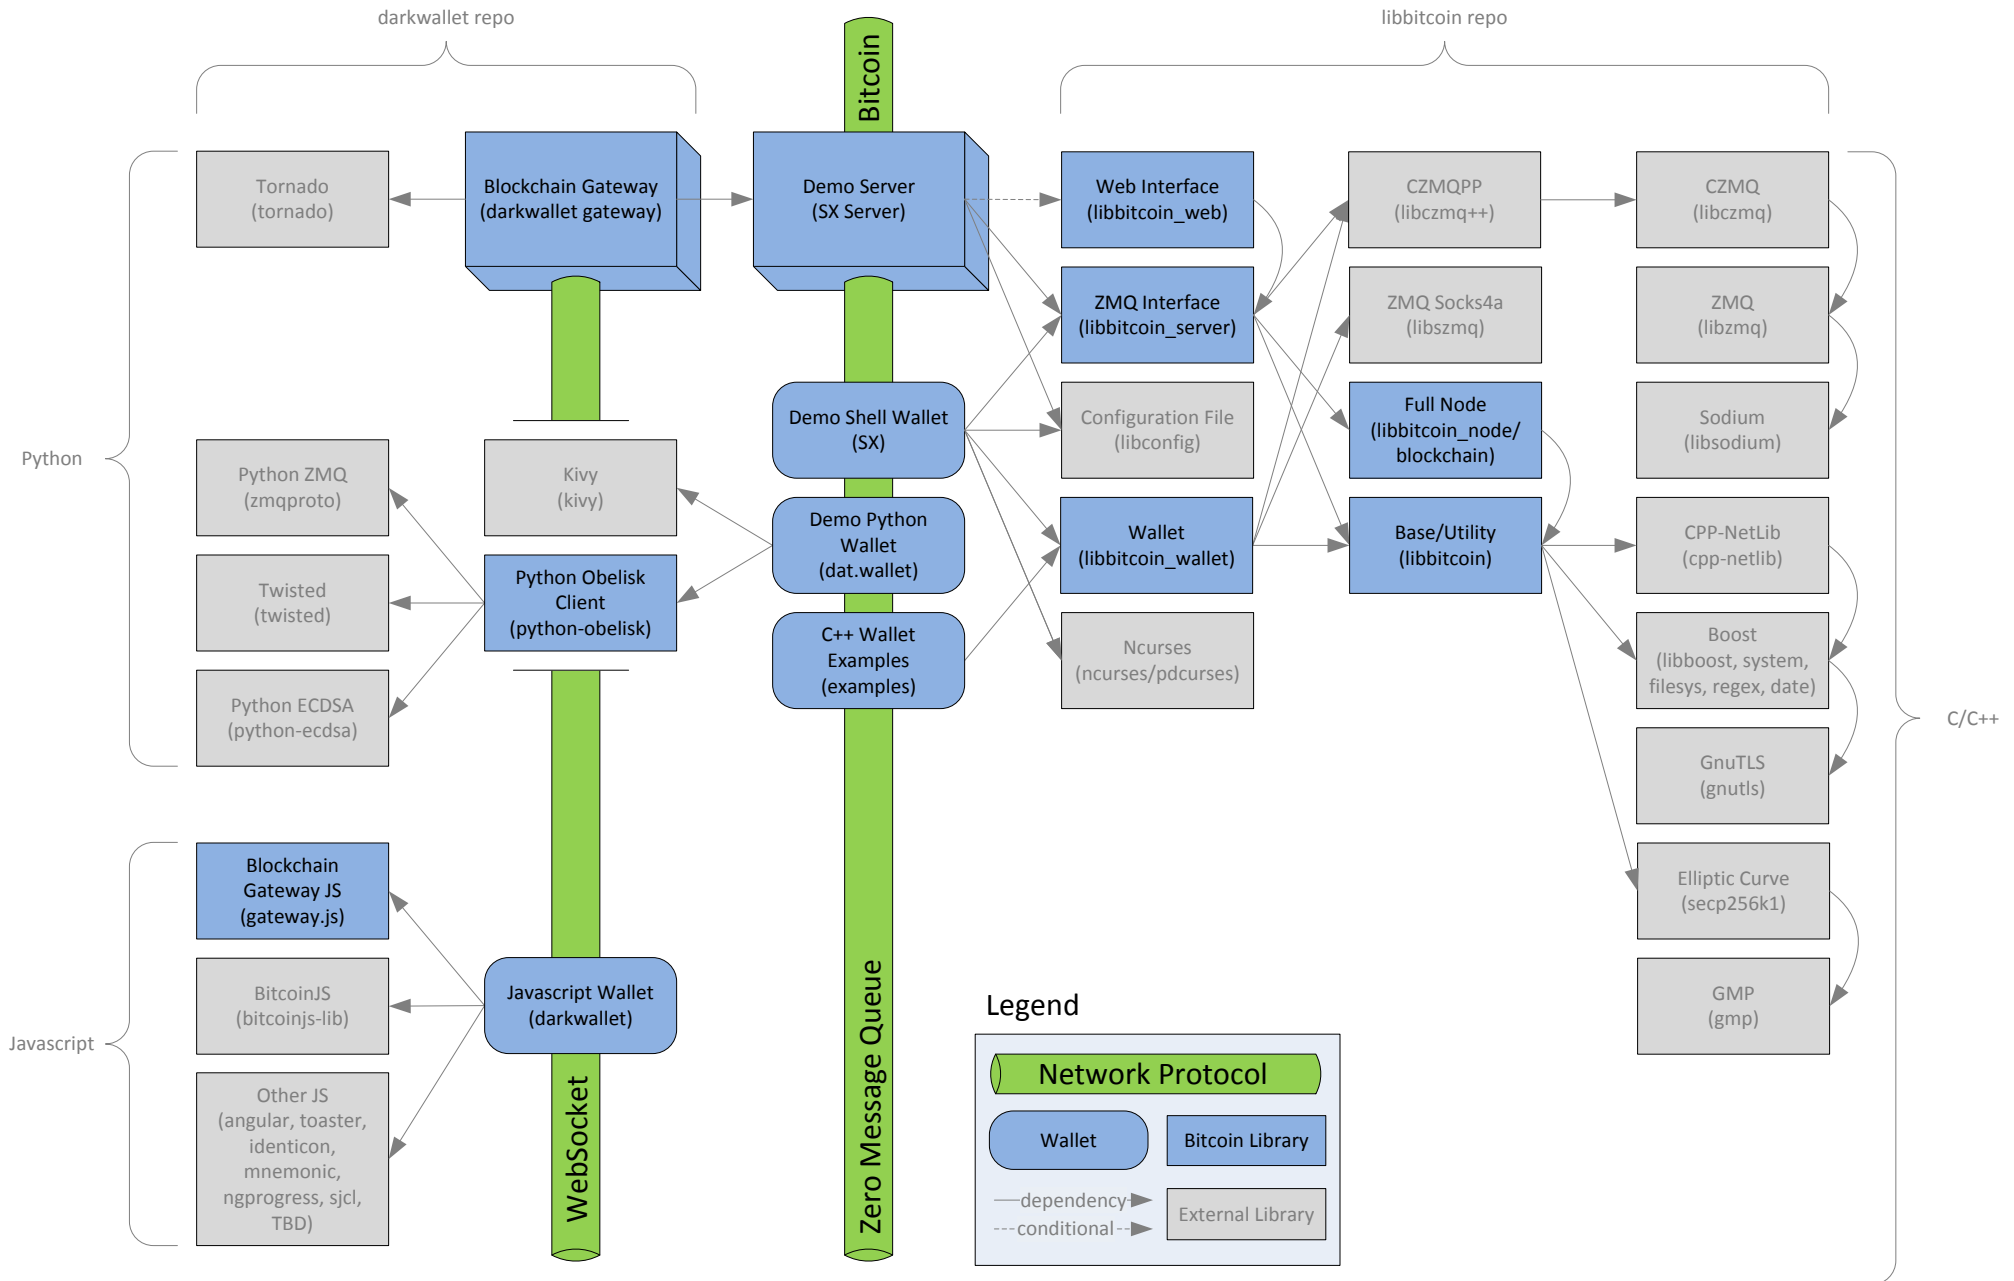 darkwallet repo
libbitcoin repo
Bitcoin
Tornado
(tornado)
Blockchain Gateway
(darkwallet gateway)
Demo Server
(SX Server)
Web Interface
(libbitcoin_web)
CZMQPP
(libczmq++)
CZMQ
(libczmq)
ZMQ Interface
(libbitcoin_server)
ZMQ Socks4a
(libszmq)
ZMQ
(libzmq)
Python
Demo Shell Wallet
(SX)
Configuration File
(libconfig)
Full Node
(libbitcoin_node/
blockchain)
Sodium
(libsodium)
Python ZMQ
(zmqproto)
Kivy
(kivy)
Demo Python
Wallet
(dat.wallet)
Wallet
(libbitcoin_wallet)
Base/Utility
(libbitcoin)
CPP-NetLib
(cpp-netlib)
Twisted
(twisted)
Python Obelisk
Client
(python-obelisk)
C++ Wallet
Examples
(examples)
Ncurses
(ncurses/pdcurses)
Boost
(libboost, system,
filesys, regex, date)
Python ECDSA
(python-ecdsa)
C/C++
GnuTLS
(gnutls)
Blockchain
Gateway JS
(gateway.js)
Elliptic Curve
(secp256k1)
Javascript
BitcoinJS
(bitcoinjs-lib)
Javascript Wallet
(darkwallet)
GMP
(gmp)
Other JS
(angular, toaster,
identicon,
mnemonic,
ngprogress, sjcl,
TBD)
WebSocket
Zero Message Queue
Legend
Network Protocol
Wallet
Bitcoin Library
dependency
conditional
External Library